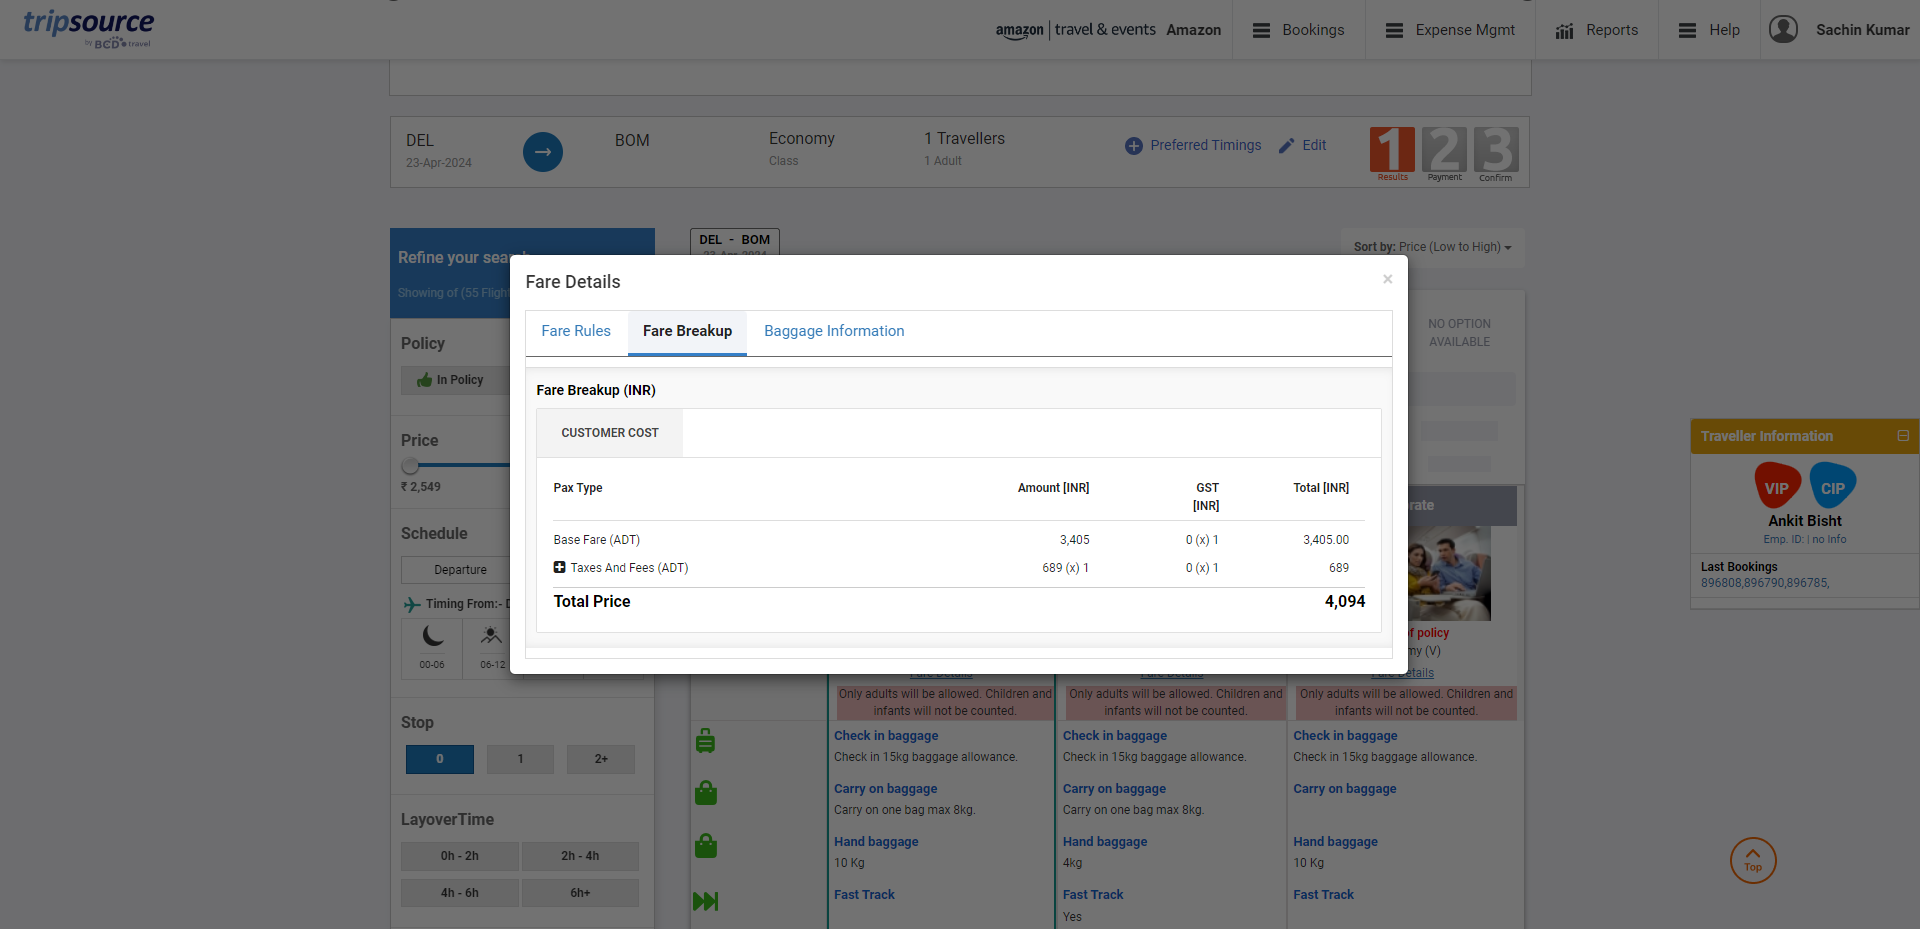 tripsource
by BCD travel
amazon | travel & events Amazon
Bookings
Expense Mgmt
Reports
Help
Sachin Kumar
DEL
23-Apr-2024
BOM
Economy
Class
1 Travellers
1 Adult
Preferred Timings
Edit
1 2 3
Results Payment Confirm
Refine your sear
Showing of (55 Fligh
DEL - BOM
23-Apr-2024
Sort by: Price (Low to High)
Fare Details
×
Fare Rules
Fare Breakup
Baggage Information
Fare Breakup (INR)
CUSTOMER COST
Pax Type Amount [INR] GST [INR] Total [INR]
Base Fare (ADT) 3,405 0 (x) 1 3,405.00
Taxes And Fees (ADT) 689 (x) 1 0 (x) 1 689
Total Price 4,094
NO OPTION
AVAILABLE
Policy
In Policy
Price
₹ 2,549
Schedule
Departure
Timing From:- D
00-06 06-12
Stop
0 1 2+
LayoverTime
0h - 2h 2h - 4h
4h - 6h 6h+
rate
of policy
my (V)
Fare Details Fare Details Fare Details
Only adults will be allowed. Children and
infants will not be counted.
Only adults will be allowed. Children and
infants will not be counted.
Only adults will be allowed. Children and
infants will not be counted.
Check in baggage Check in baggage Check in baggage
Check in 15kg baggage allowance. Check in 15kg baggage allowance. Check in 15kg baggage allowance.
Carry on baggage Carry on baggage Carry on baggage
Carry on one bag max 8kg. Carry on one bag max 8kg.
Hand baggage Hand baggage Hand baggage
10 Kg 4kg 10 Kg
Fast Track Fast Track Fast Track
Yes
Traveller Information
VIP CIP
Ankit Bisht
Emp. ID: | no Info
Last Bookings
896808,896790,896785,
Top